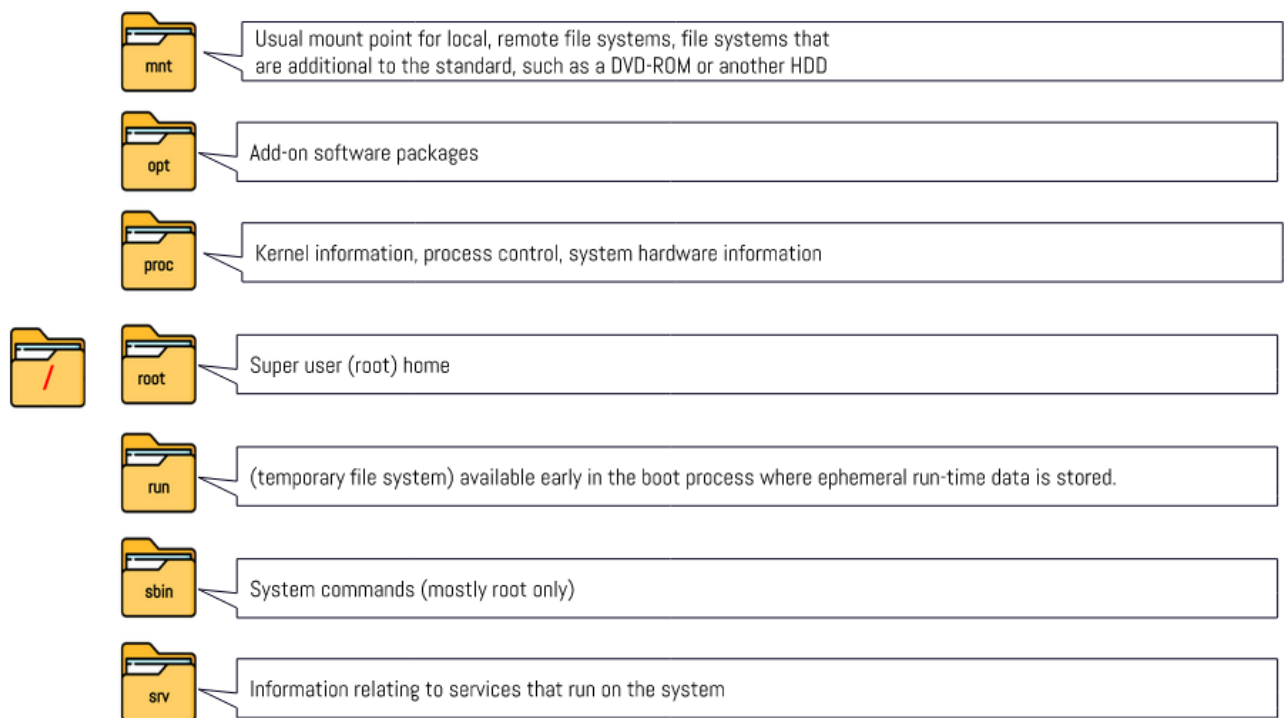 mnt
Usual mount point for local, remote file systems, file systems that
are additional to the standard, such as a DVD-ROM or another HDD
opt
Add-on software packages
proc
Kernel information, process control, system hardware information
/
root
Super user (root) home
run
(temporary file system) available early in the boot process where ephemeral run-time data is stored.
sbin
System commands (mostly root only)
srv
Information relating to services that run on the system